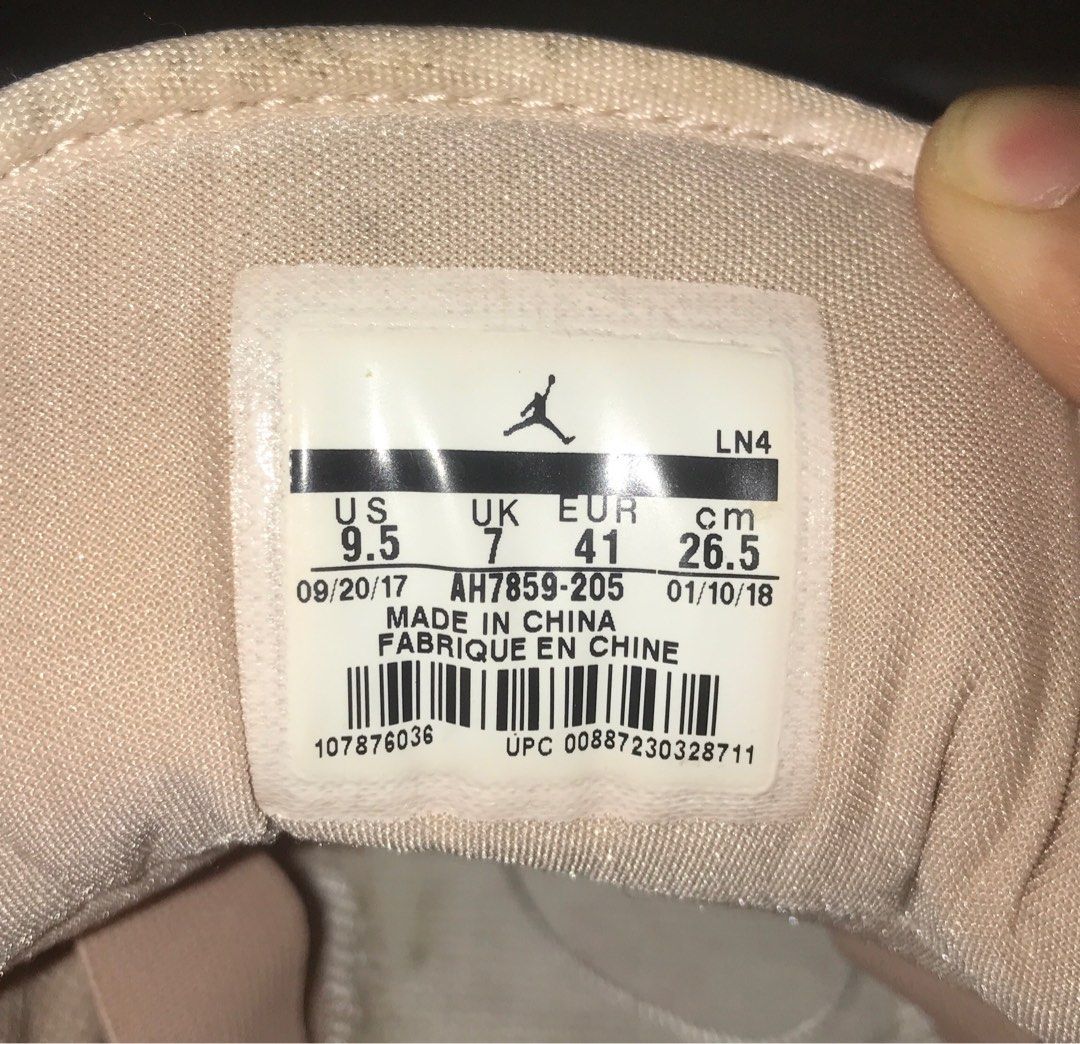 LN4
US UK EUR cm
9.5 7 41 26.5
09/20/17 AH7859-205 01/10/18
MADE IN CHINA
FABRIQUE EN CHINE
107876036 UPC 00887230328711